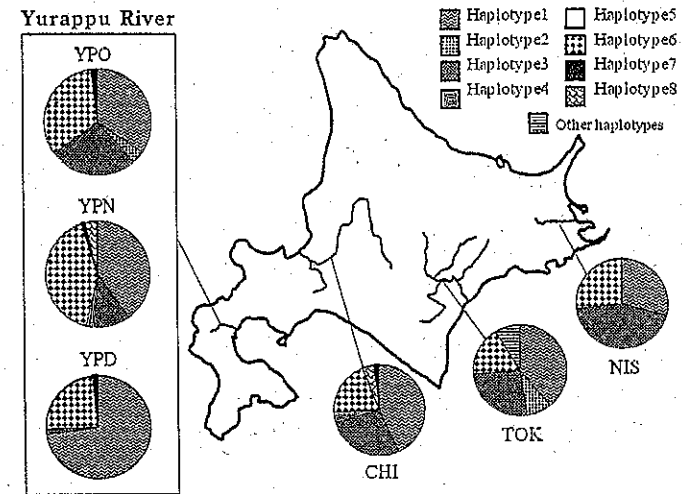 Yurappu River
YPO
YPN
YPD
Haplotype1
Haplotype2
Haplotype3
Haplotype4
Haplotype5
Haplotype6
Haplotype7
Haplotype8
Other haplotypes
NIS
TOK
CHI